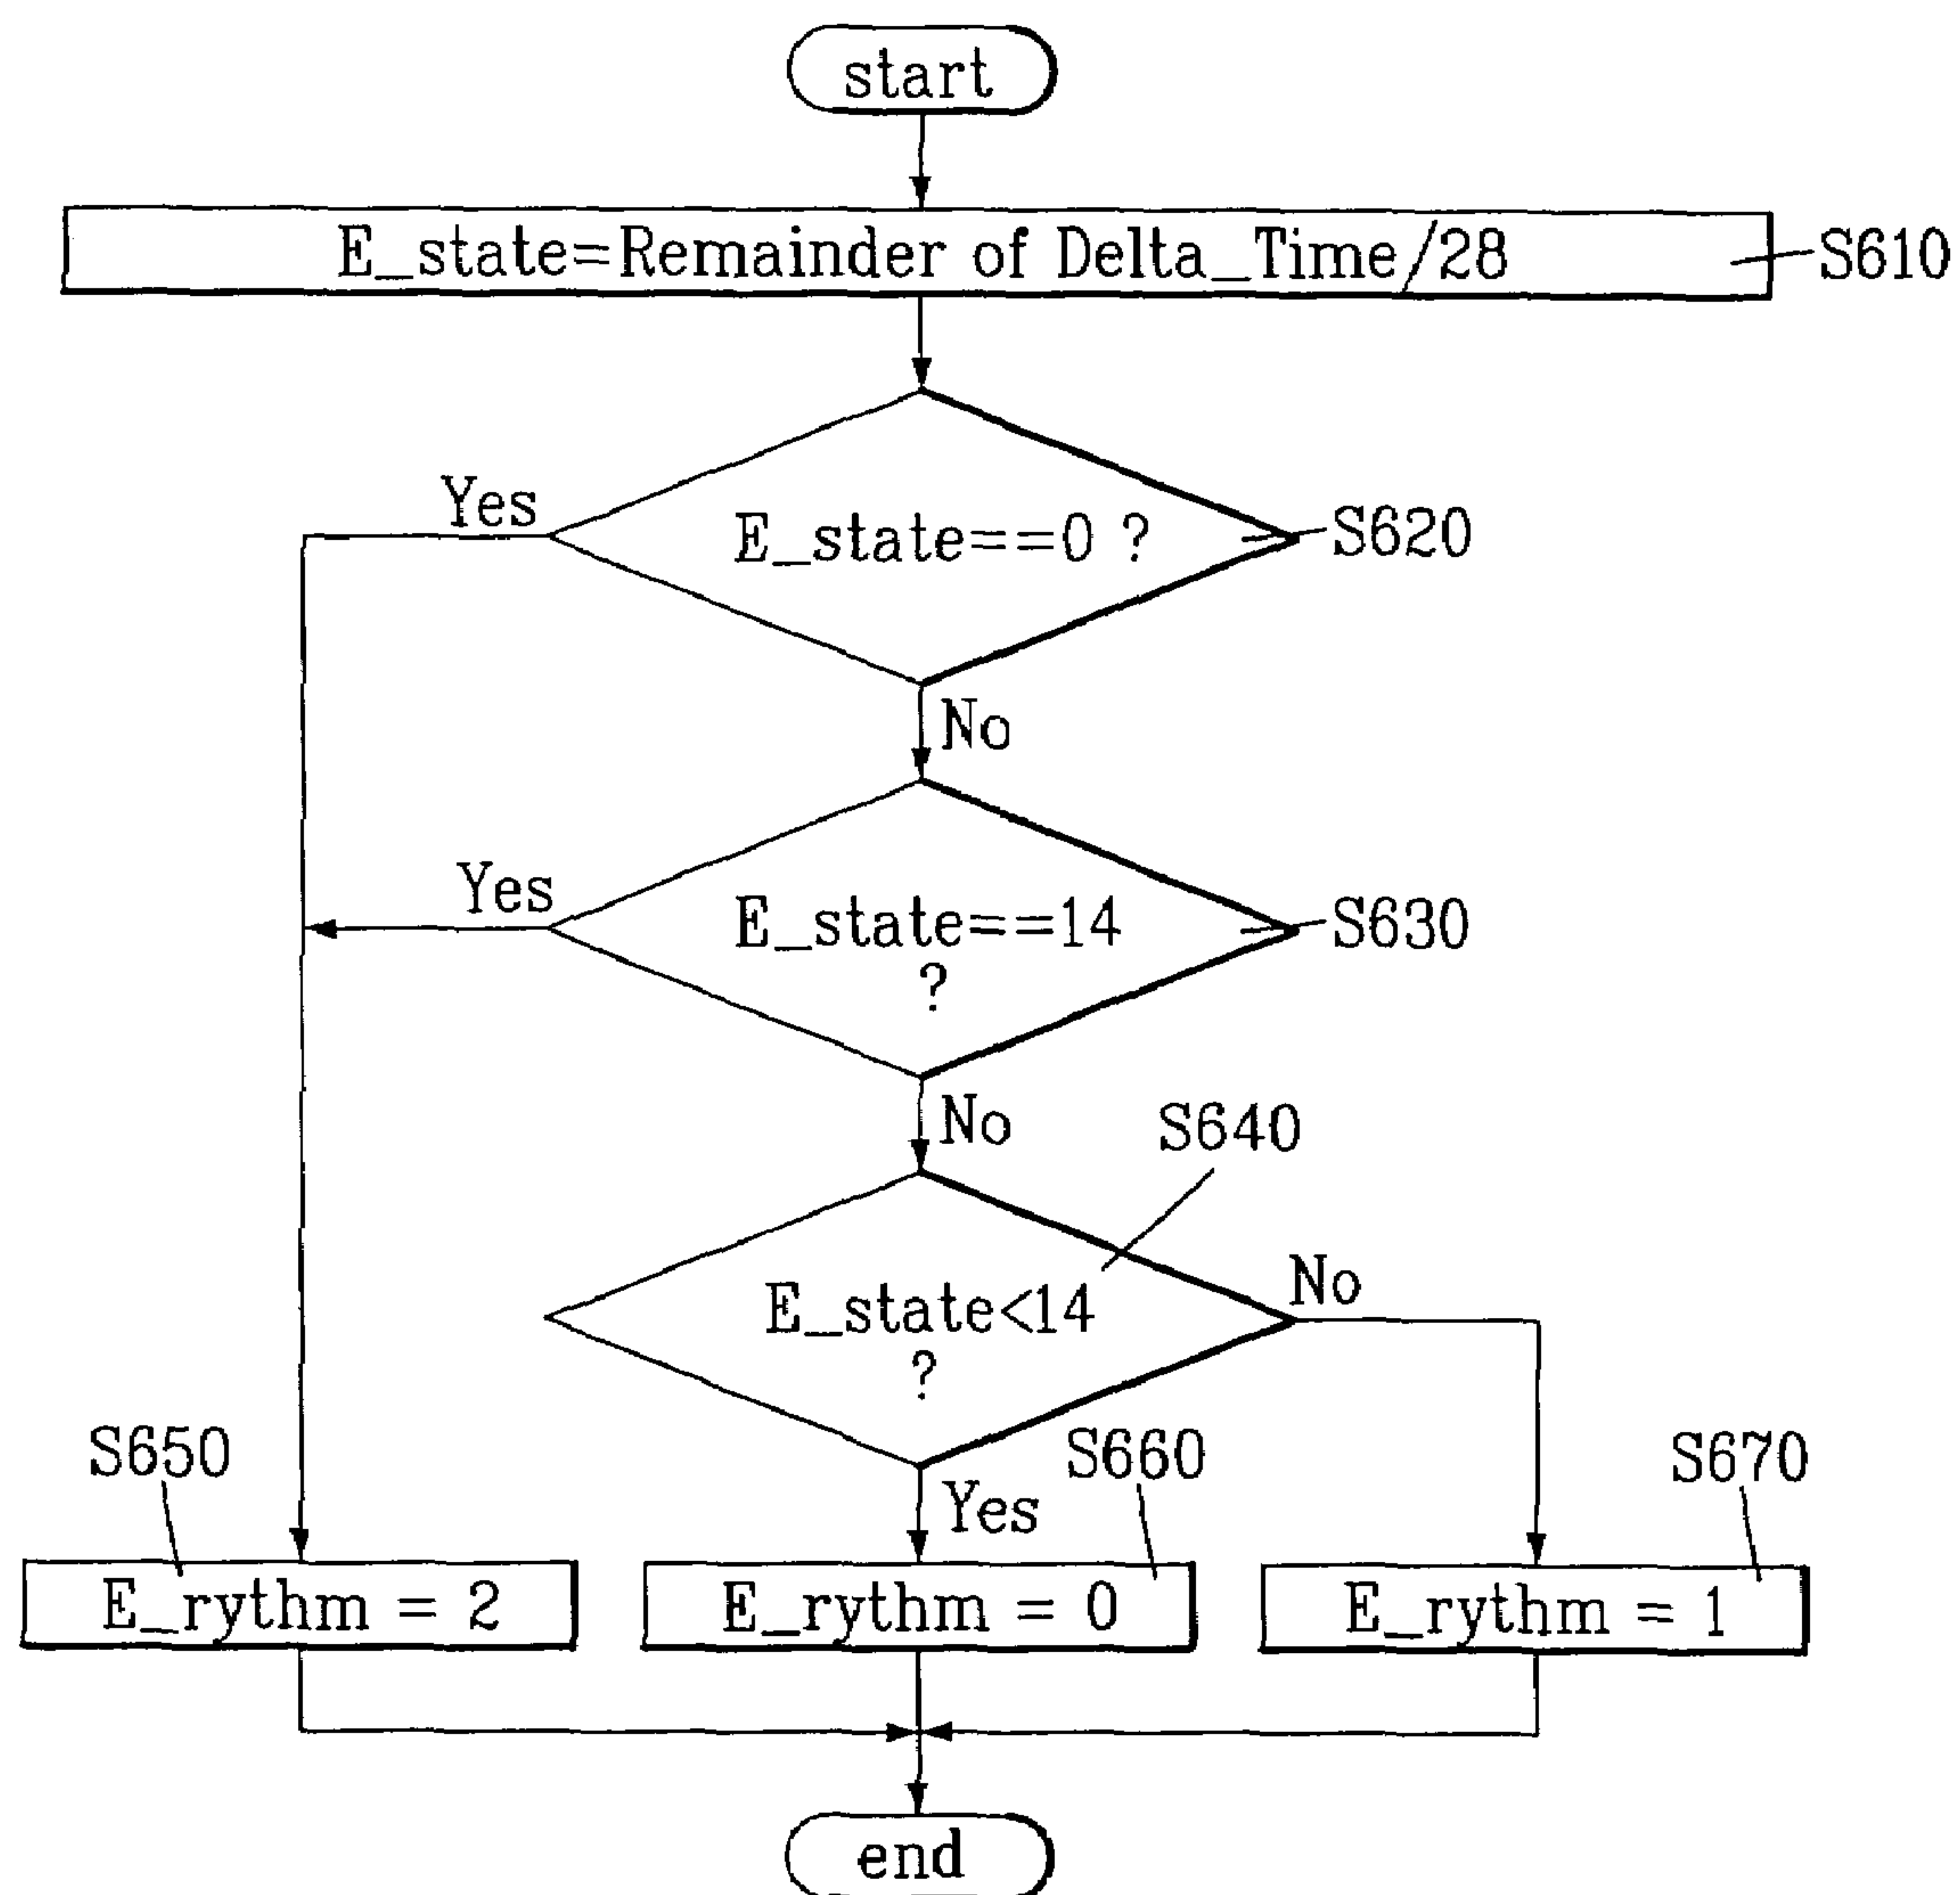 start
E_state=Remainder of Delta_Time/28
S610
Yes
E_state==0 ?
S620
No
Yes
E_state==14
?
S630
No
S640
E_state<14
?
No
S650
S660
S670
Yes
E_rythm = 2
E_rythm = 0
E_rythm = 1
end